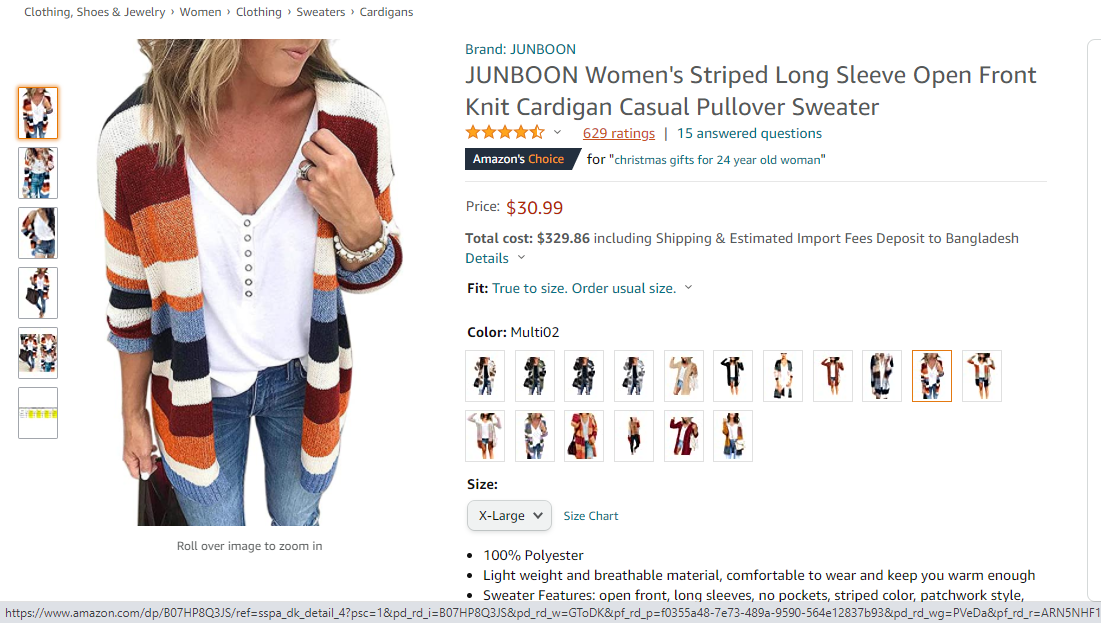 Clothing, Shoes & Jewelry › Women › Clothing › Sweaters › Cardigans
Brand: JUNBOON
JUNBOON Women's Striped Long Sleeve Open Front
Knit Cardigan Casual Pullover Sweater
629 ratings | 15 answered questions
Amazon's Choice for "christmas gifts for 24 year old woman"
Price: $30.99
Total cost: $329.86 including Shipping & Estimated Import Fees Deposit to Bangladesh
Details
Fit: True to size. Order usual size.
Color: Multi02
Size:
X-Large Size Chart
Roll over image to zoom in
• 100% Polyester
• Light weight and breathable material, comfortable to wear and keep you warm enough
• Sweater Features: open front, long sleeves, no pockets, striped color, patchwork style,
https://www.amazon.com/dp/B07HP8Q3JS/ref=sspa_dk_detail_4?psc=1&pd_rd_i=B07HP8Q3JS&pd_rd_w=GToDK&pf_rd_p=f0355a48-7e73-489a-9590-564e12837b93&pd_rd_wg=PVeDa&pf_rd_r=ARN5NHF1